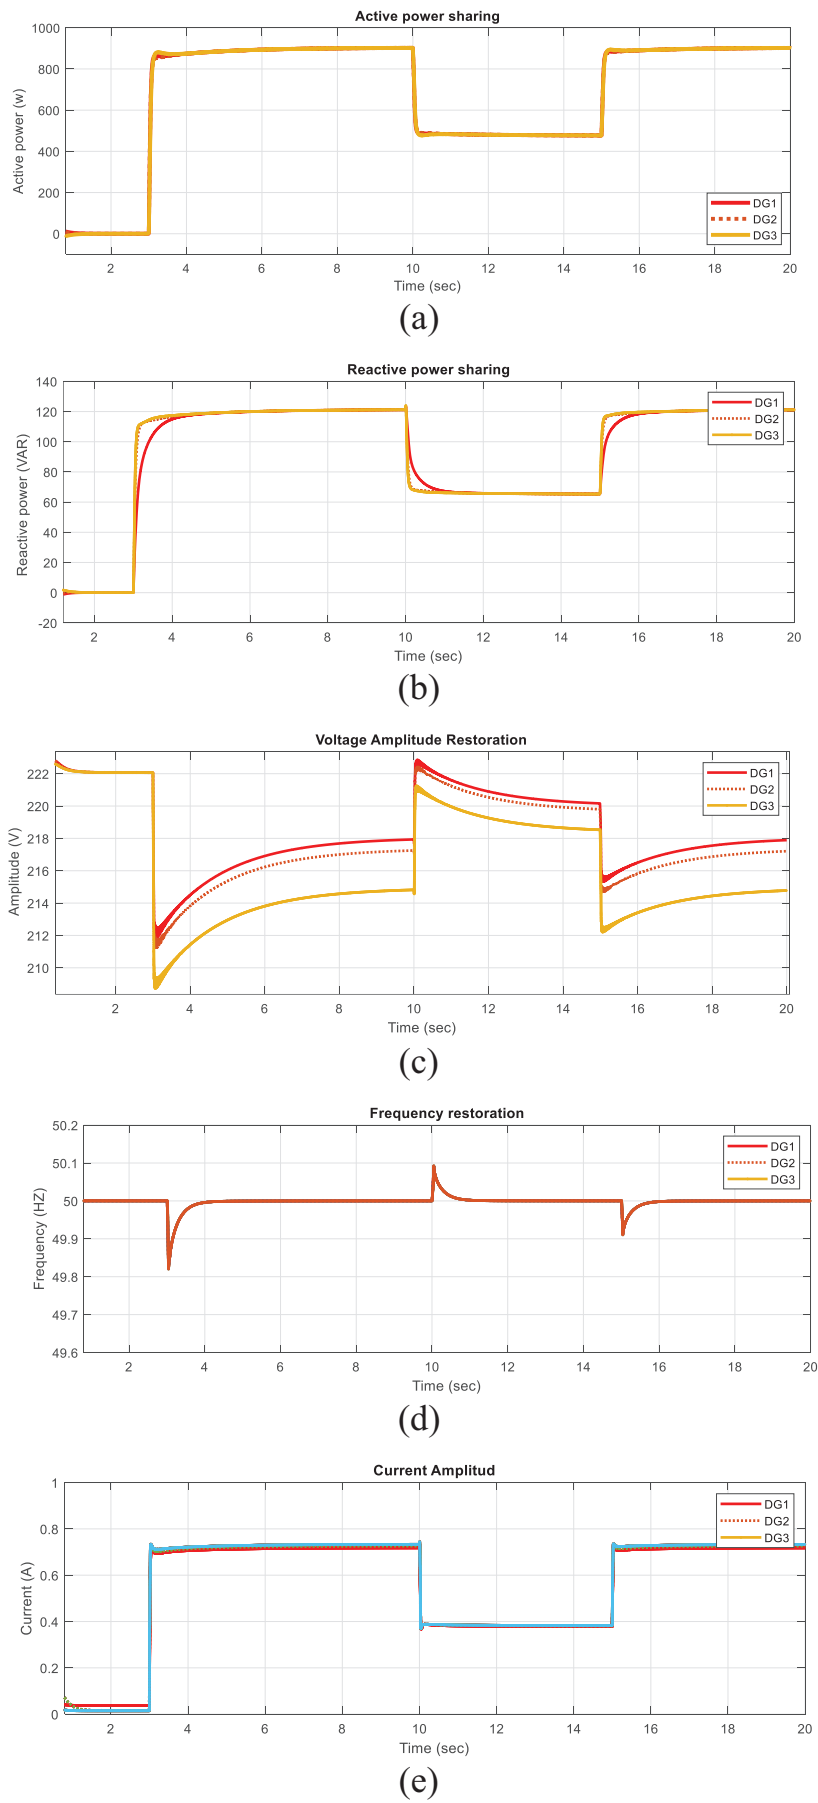 Active power sharing
1000
800
600
400
200
0
Active power (w)
DG1
DG2
DG3
2 4 6 8 10 12 14 16 18 20
Time (sec)
(a)
Reactive power sharing
140
120
100
80
60
40
20
0
-20
Reactive power (VAR)
DG1
DG2
DG3
2 4 6 8 10 12 14 16 18 20
Time (sec)
(b)
Voltage Amplitude Restoration
222
220
218
216
214
212
210
Amplitude (V)
DG1
DG2
DG3
2 4 6 8 10 12 14 16 18 20
Time (sec)
(c)
Frequency restoration
50.2
50.1
50
49.9
49.8
49.7
49.6
Frequency (HZ)
DG1
DG2
DG3
2 4 6 8 10 12 14 16 18 20
Time (sec)
(d)
Current Amplitud
1
0.8
0.6
0.4
0.2
0
Current (A)
DG1
DG2
DG3
2 4 6 8 10 12 14 16 18 20
Time (sec)
(e)